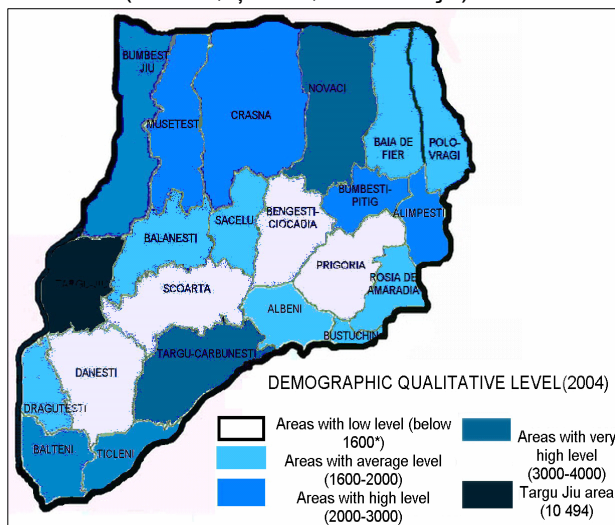 BUMBEST
JIU
MUSETEST
CRASNA
NOVACI
BAIA DE
FIER
POLO-
VRAGI
BUMBESTI-
PITIG
ALIMPESTI
BENGESTI-
CIOCADIA
SACELU
BALANESTI
PRIGORIA
SCOARTA
ROSIA DE
AMARADIA
ALBENI
BUSTUCHIN
TARGU-CARBUNESTI
DANESTI
DRAGUTESTI
BALTENI
TICLENI
DEMOGRAPHIC QUALITATIVE LEVEL(2004)
Areas with low level (below
1600*)
Areas with average level
(1600-2000)
Areas with high level
(2000-3000)
Areas with very
high level
(3000-4000)
Targu Jiu area
(10 494)